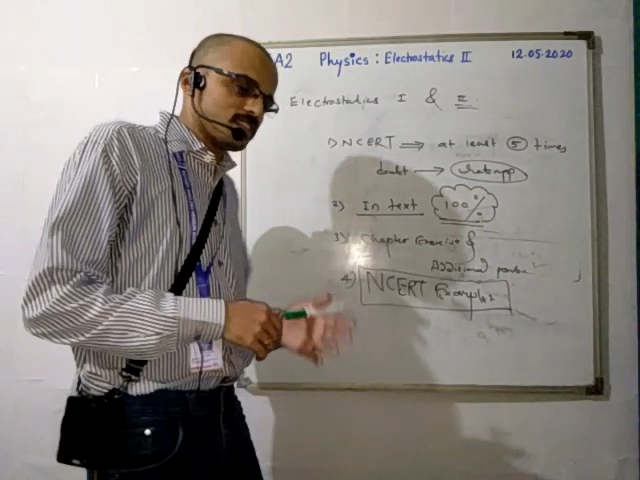 A2 Physics : Electrostatics II 12.05.2020
Electrostatics I & II
1) NCERT ⇒ at least 5 times
doubt → whatsapp
2) In text 100%
3) Chapter Exercise &
Additional
4) NCERT Examples